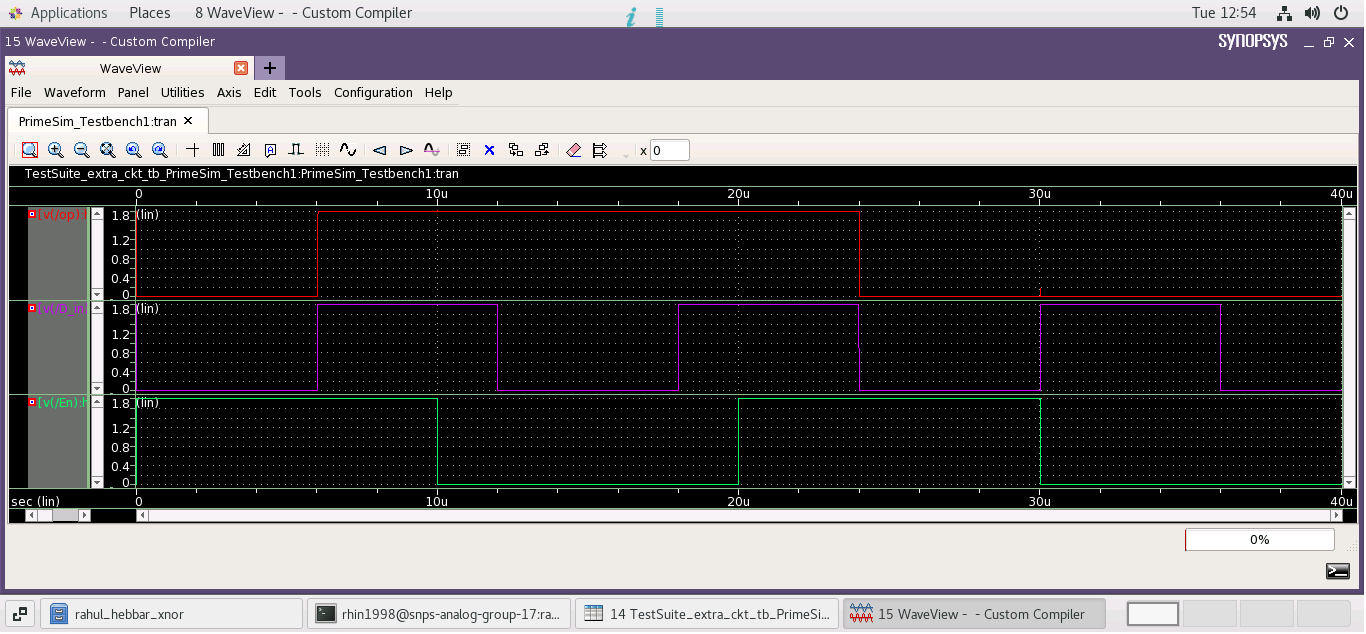 Applications Places 8 WaveView - - Custom Compiler Tue 12:54
15 WaveView - - Custom Compiler SYNOPSYS
WaveView
File Waveform Panel Utilities Axis Edit Tools Configuration Help
PrimeSim_Testbench1:tran
x 0
TestSuite_extra_ckt_tb_PrimeSim_Testbench1:PrimeSim_Testbench1:tran
0 10u 20u 30u 40u
[v(/op):t 1.8 (lin)
1.2
0.8
0.4
0
1.8 (lin)
1.2
0.8
0.4
0
[v(/En):t 1.8 (lin)
1.2
0.8
0.4
0
sec (lin) 0 10u 20u 30u 40u
0%
rahul_hebbar_xnor rhin1998@snps-analog-group-17:ra... 14 TestSuite_extra_ckt_tb_PrimeSi... 15 WaveView - - Custom Compiler